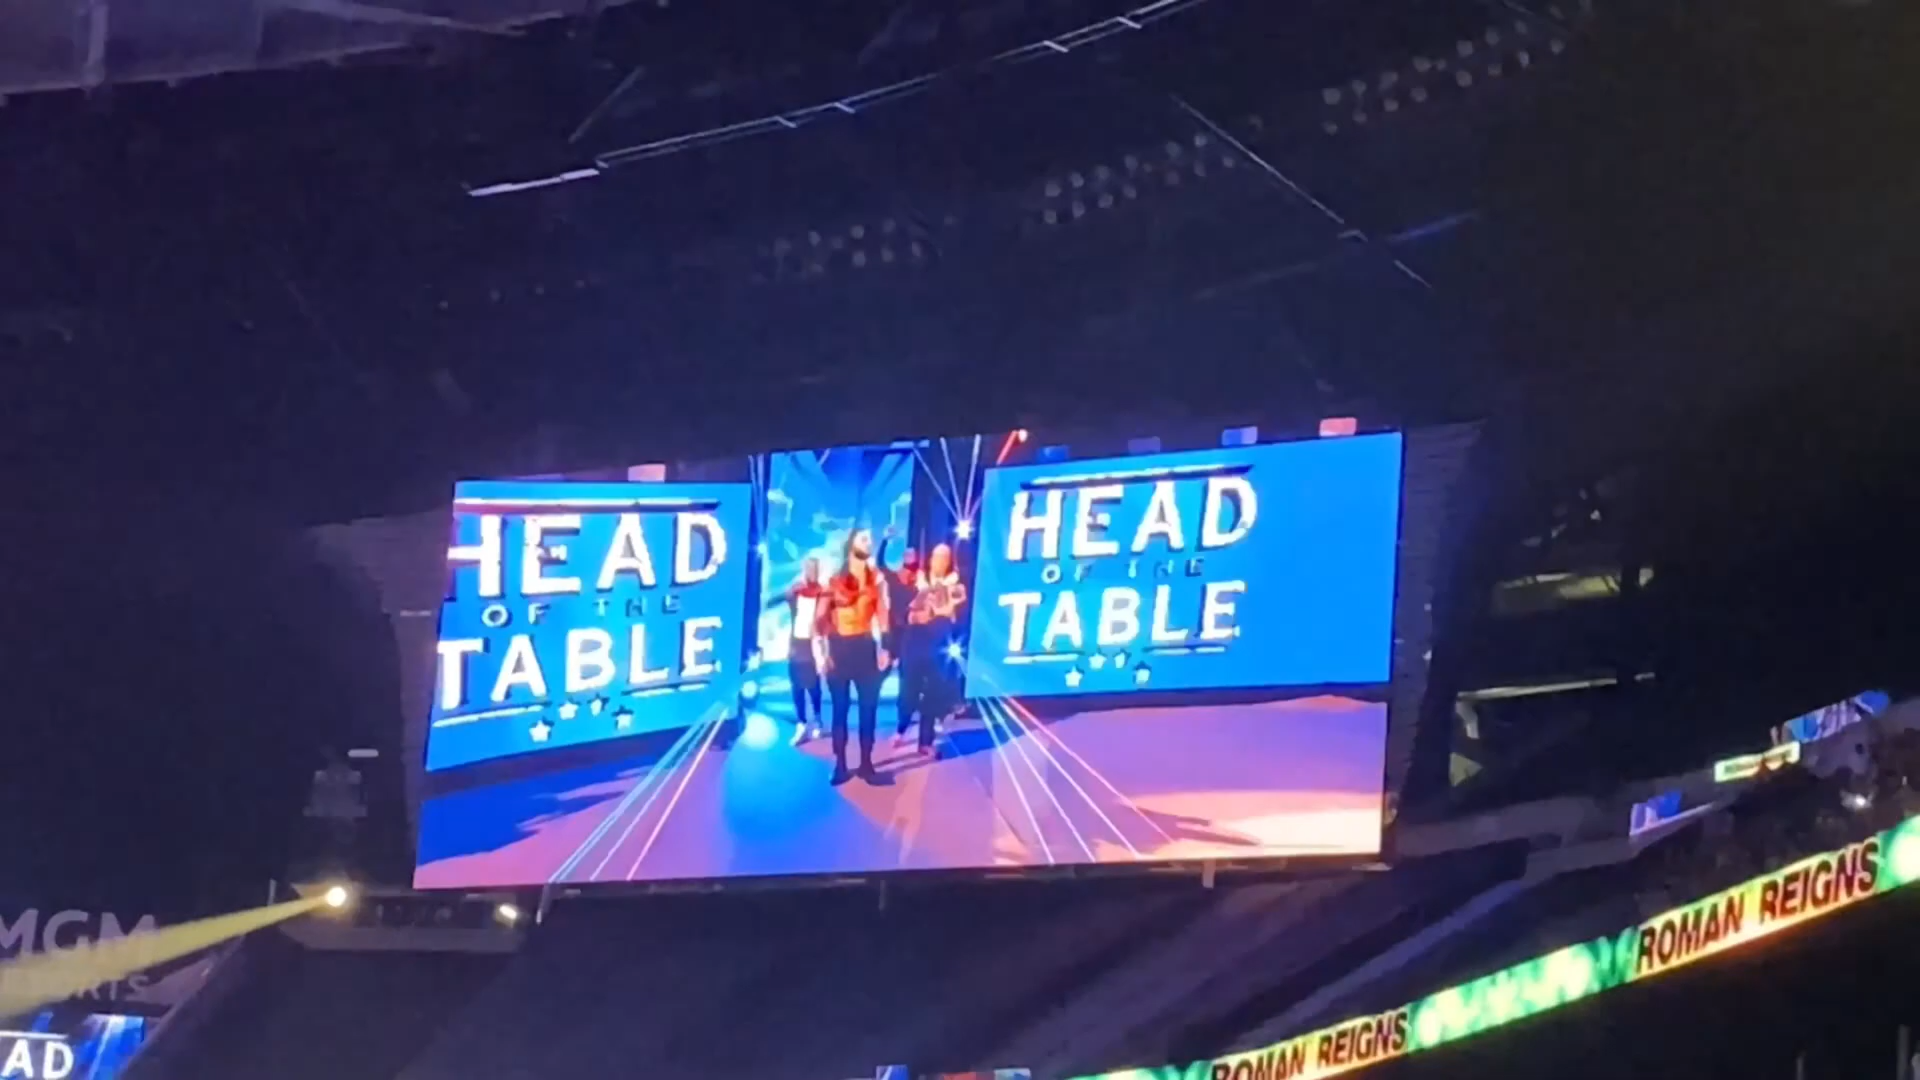 HEAD
OF THE
TABLE
HEAD
OF THE
TABLE
MGM
AD
ROMAN REIGNS
ROMAN REIGNS